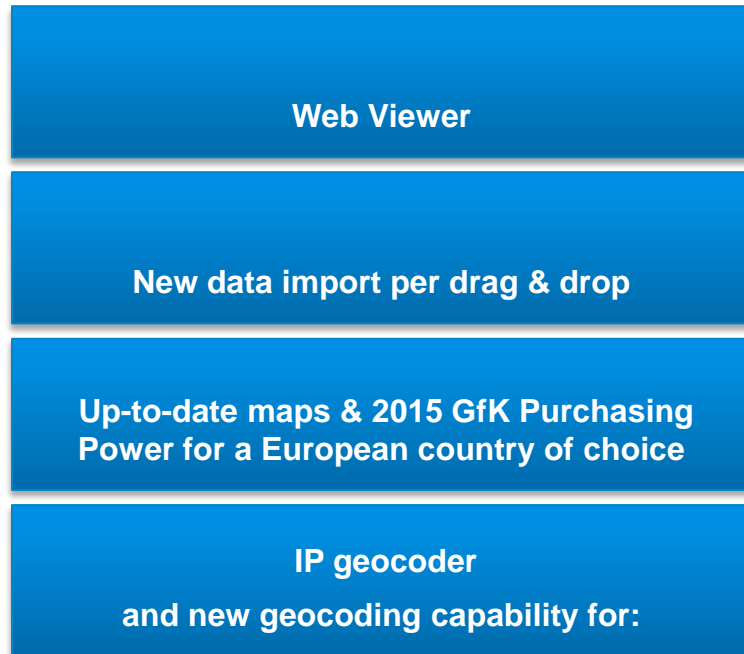 Web Viewer
New data import per drag & drop
Up-to-date maps & 2015 GfK Purchasing
Power for a European country of choice
IP geocoder
and new geocoding capability for: